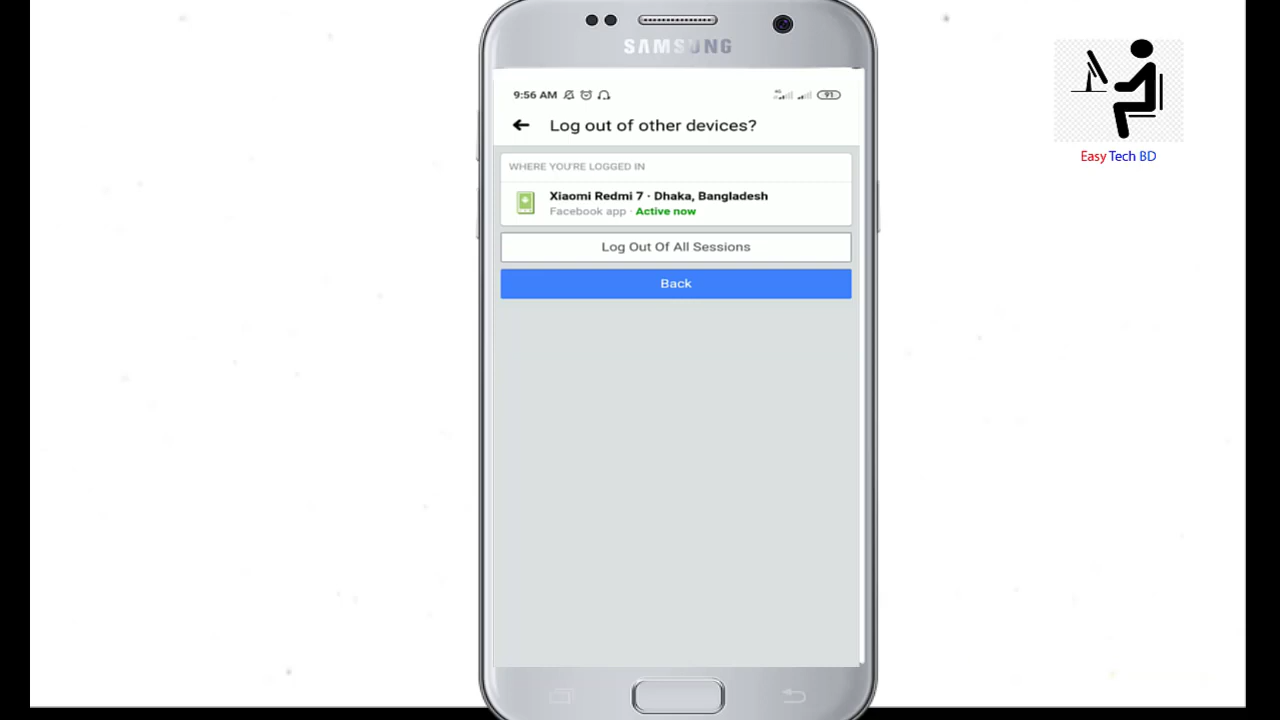 SAMSUNG
9:56 AM
91
Log out of other devices?
WHERE YOU'RE LOGGED IN
Xiaomi Redmi 7 · Dhaka, Bangladesh
Facebook app · Active now
Log Out Of All Sessions
Back
Easy Tech BD